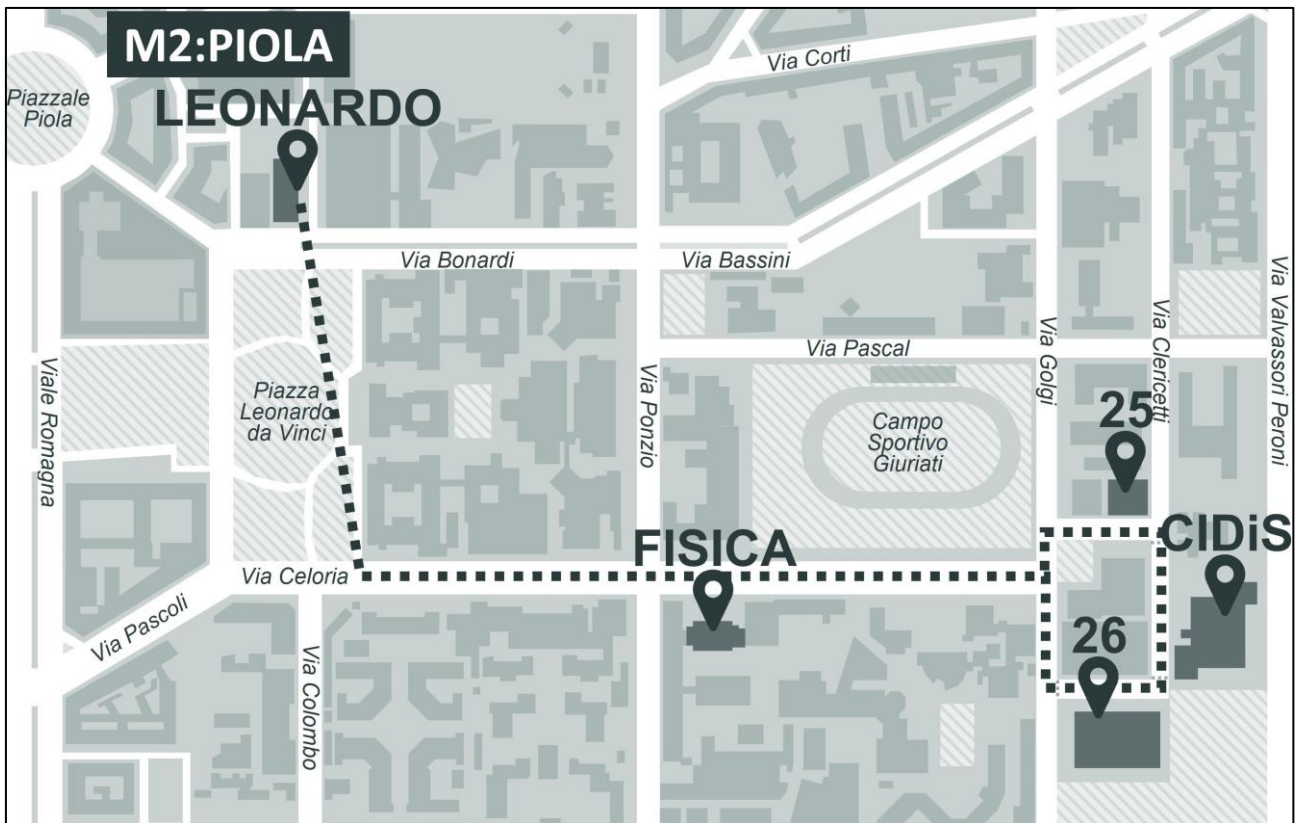 M2:PIOLA
LEONARDO
Piazzale
Piola
Via Corti
Via Bonardi
Via Bassini
Via Pascal
Viale Romagna
Piazza
Leonardo
da Vinci
Via Ponzio
Campo
Sportivo
Giuriati
Via Golgi
Via Clericetti
Via Valvassori Peroni
25
FISICA
CIDiS
Via Celoria
Via Pascoli
Via Colombo
26